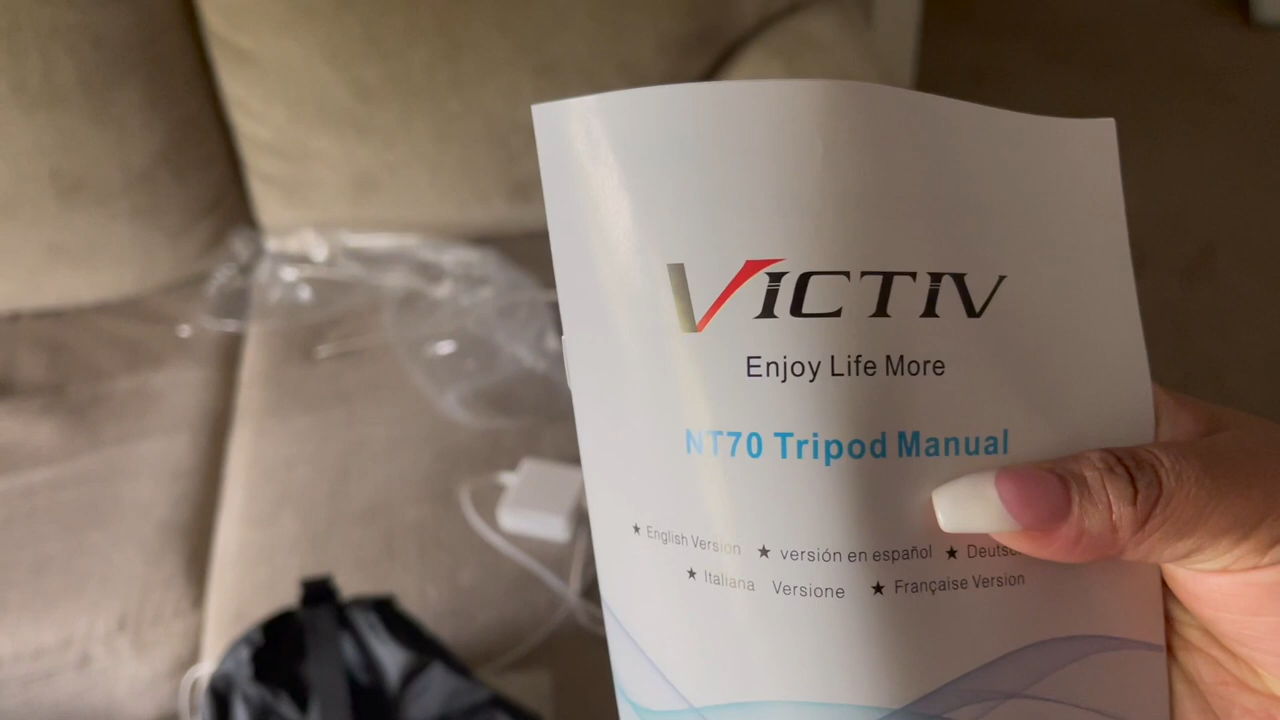 VICTIV
Enjoy Life More
NT70 Tripod Manual
★ English Version ★ versión en español ★
★ Italiana Versione ★ Française Version